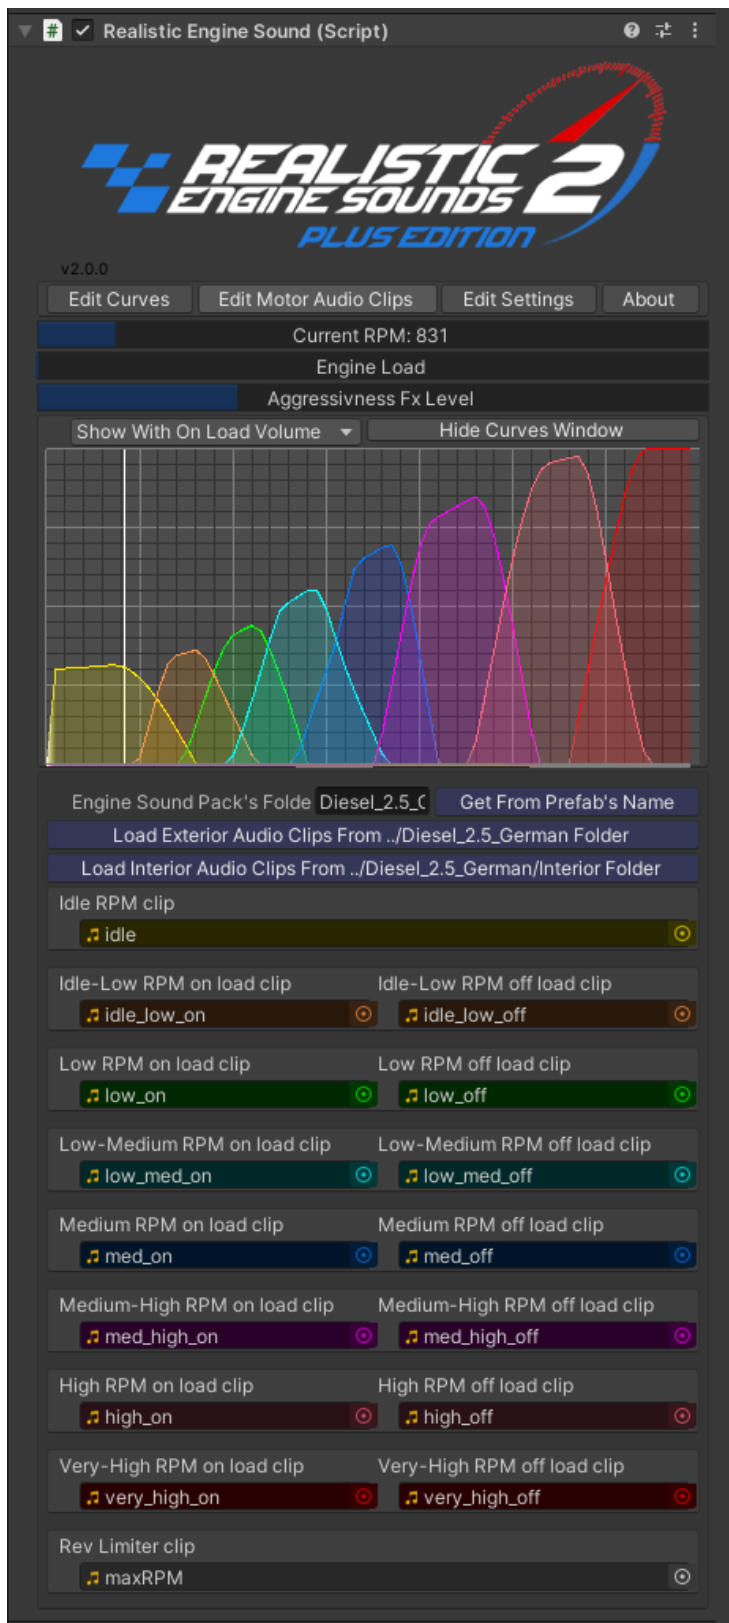 # Realistic Engine Sound (Script)
REALISTIC
ENGINE SOUNDS 2
PLUS EDITION
v2.0.0
Edit Curves Edit Motor Audio Clips Edit Settings About
Current RPM: 831
Engine Load
Aggressivness Fx Level
Show With On Load Volume Hide Curves Window
Engine Sound Pack's Folde Diesel_2.5_G Get From Prefab's Name
Load Exterior Audio Clips From ../Diesel_2.5_German Folder
Load Interior Audio Clips From ../Diesel_2.5_German/Interior Folder
Idle RPM clip
idle
Idle-Low RPM on load clip Idle-Low RPM off load clip
idle_low_on idle_low_off
Low RPM on load clip Low RPM off load clip
low_on low_off
Low-Medium RPM on load clip Low-Medium RPM off load clip
low_med_on low_med_off
Medium RPM on load clip Medium RPM off load clip
med_on med_off
Medium-High RPM on load clip Medium-High RPM off load clip
med_high_on med_high_off
High RPM on load clip High RPM off load clip
high_on high_off
Very-High RPM on load clip Very-High RPM off load clip
very_high_on very_high_off
Rev Limiter clip
maxRPM